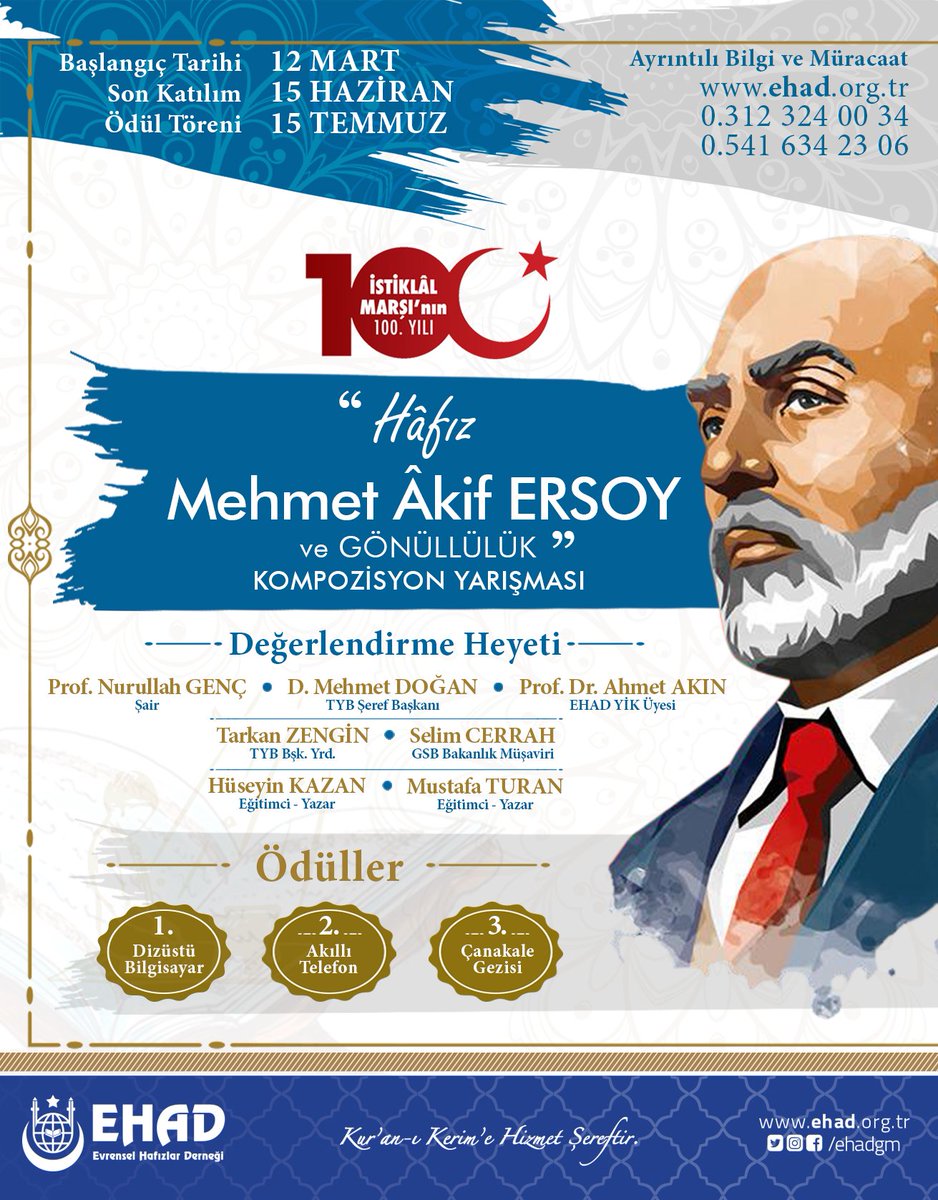 Başlangıç Tarihi 12 MART
Son Katılım 15 HAZİRAN
Ödül Töreni 15 TEMMUZ
Ayrıntılı Bilgi ve Müracaat
www.ehad.org.tr
0.312 324 00 34
0.541 634 23 06
100
İSTİKLÂL
MARŞI'nın
100. YILI
“ Hâfız
Mehmet Âkif ERSOY
ve GÖNÜLLÜLÜK ”
KOMPOZİSYON YARIŞMASI
Değerlendirme Heyeti
Prof. Nurullah GENÇ • D. Mehmet DOĞAN • Prof. Dr. Ahmet AKIN
Şair TYB Şeref Başkanı EHAD YİK Üyesi
Tarkan ZENGİN • Selim CERRAH
TYB Bşk. Yrd. GSB Bakanlık Müşaviri
Hüseyin KAZAN • Mustafa TURAN
Eğitimci - Yazar Eğitimci - Yazar
Ödüller
1.
Dizüstü
Bilgisayar
2.
Akıllı
Telefon
3.
Çanakale
Gezisi
EHAD
Evrensel Hafızlar Derneği
Kur'an-ı Kerim'e Hizmet Şereftir.
www.ehad.org.tr
/ehadgm